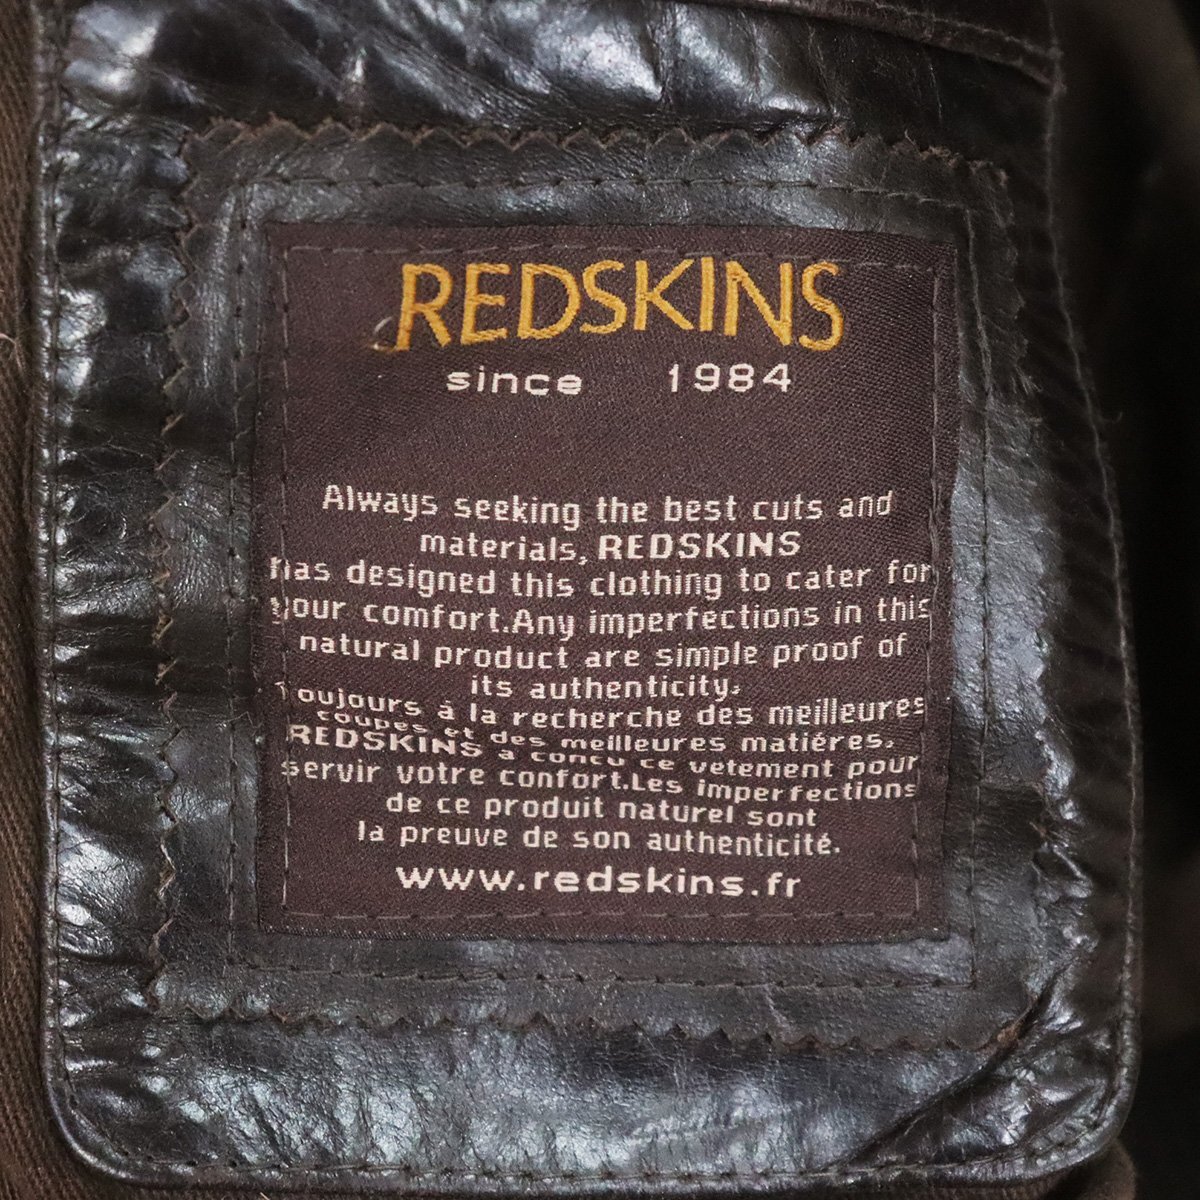 REDSKINS
since 1984
Always seeking the best cuts and
materials, REDSKINS
has designed this clothing to cater for
your comfort.Any imperfections in this
natural product are simple proof of
its authenticity.
Toujours à la recherche des meilleures
coupes et des meilleures matiéres.
REDSKINS a concu ce vetement pour
servir votre confort.Les imperfections
de ce produit naturel sont
la preuve de son authenticité.
www.redskins.fr